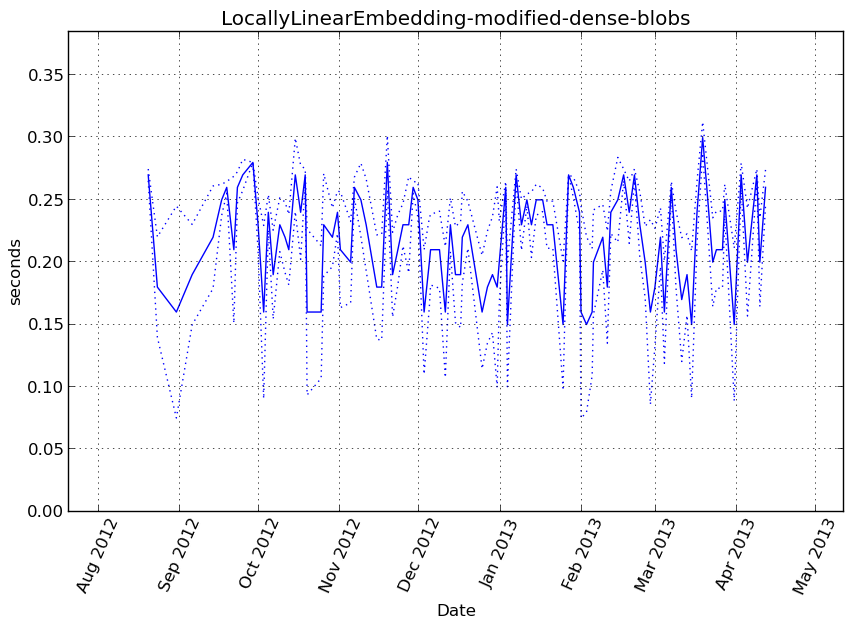 LocallyLinearEmbedding-modified-dense-blobs
0.35
0.30
0.25
0.20
0.15
0.10
0.05
0.00
seconds
Aug 2012
Sep 2012
Oct 2012
Nov 2012
Dec 2012
Jan 2013
Feb 2013
Mar 2013
Apr 2013
May 2013
Date